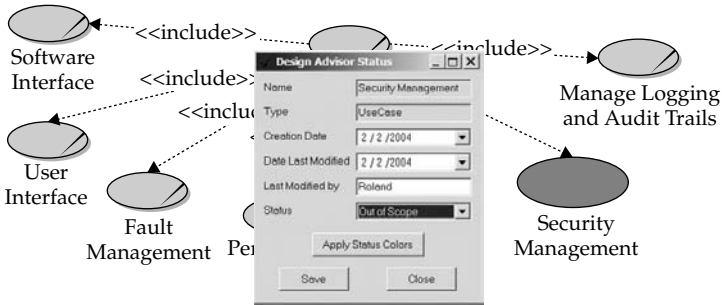 <<include>>
<<include>>
Software
Interface
Design Advisor Status
Manage Logging
and Audit Trails
<<include>>
Name
Security Management
Type
UseCase
Creation Date
2 / 2 /2004
Date Last Modified
2 / 2 /2004
Last Modified by
Roland
Status
Out of Scope
User
Interface
Fault
Management
Security
Management
Apply Status Colors
Save
Close